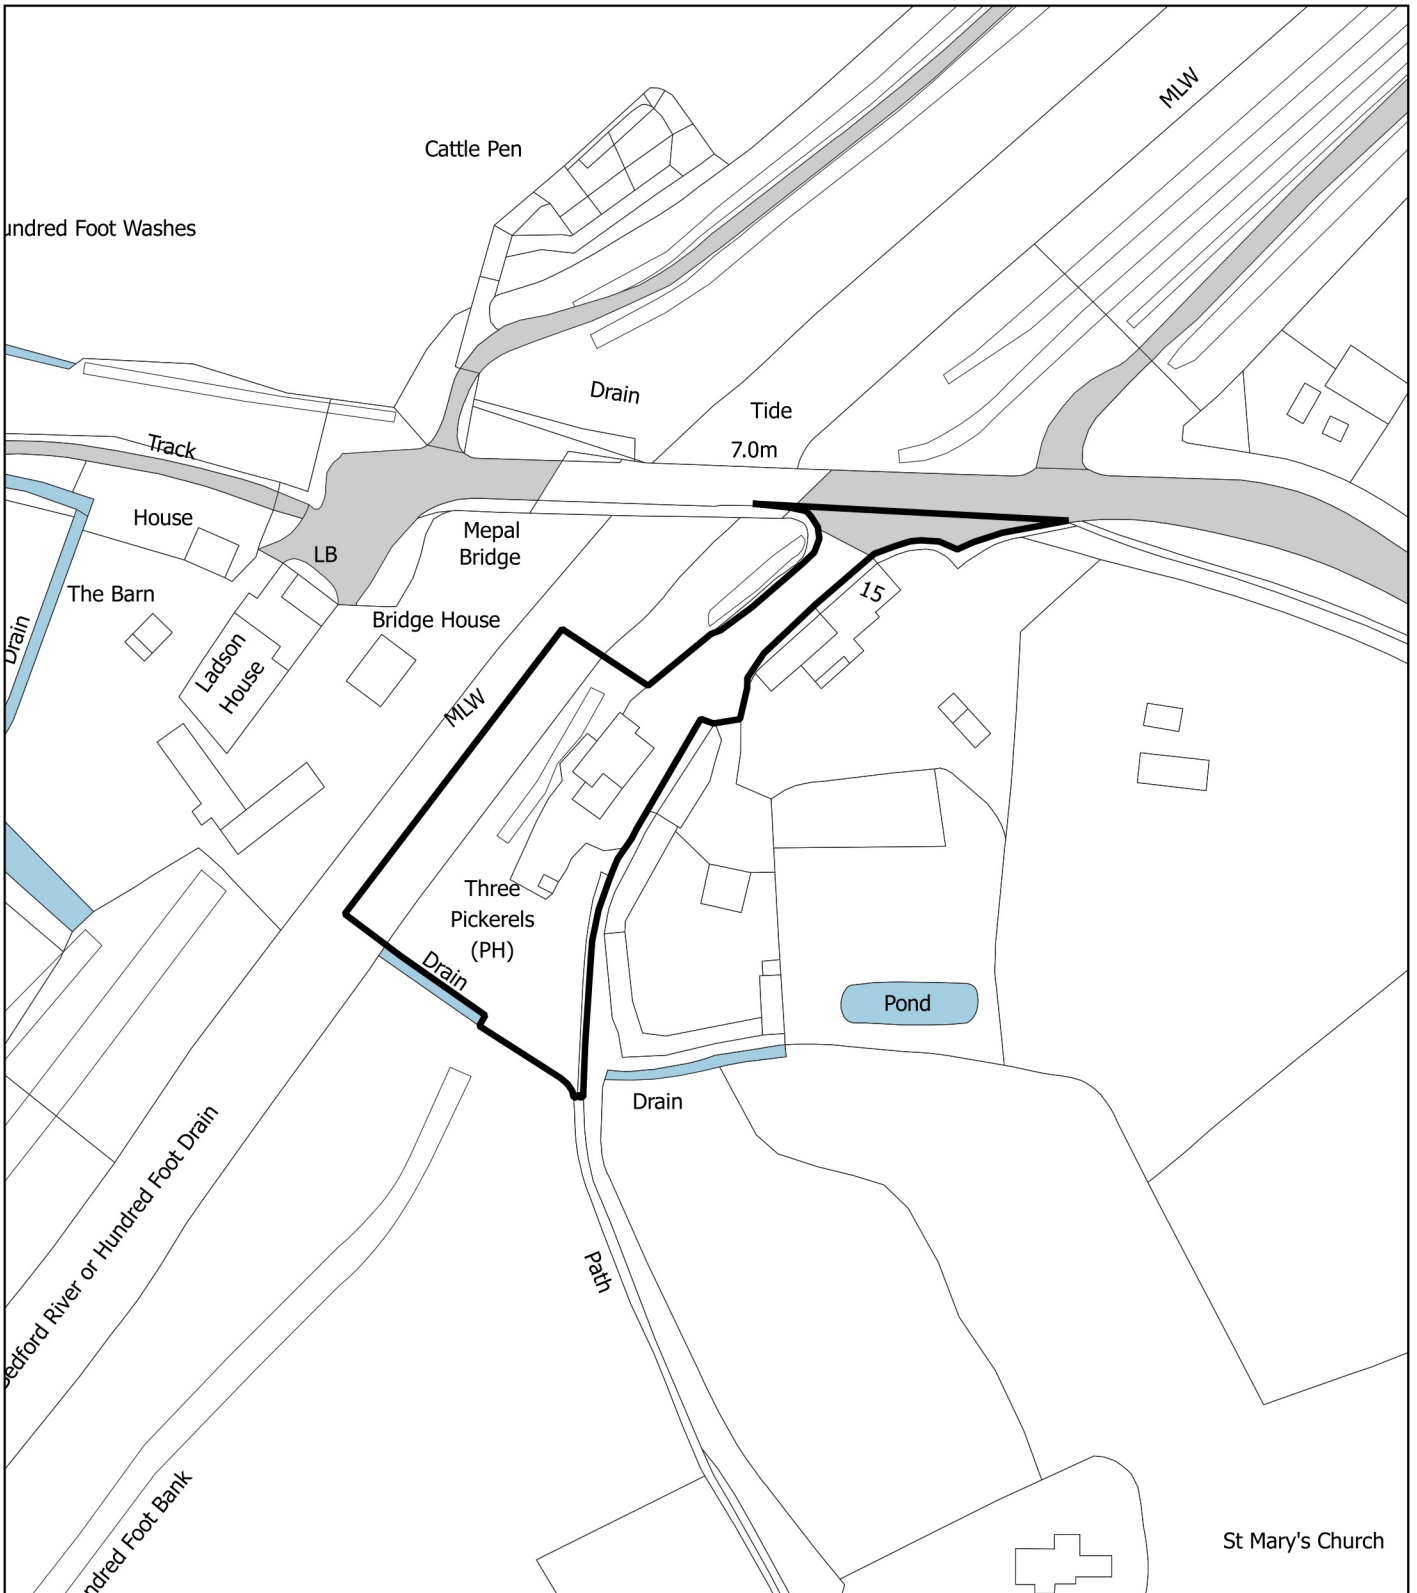 MLW
Cattle Pen
undred Foot Washes
Drain
Tide
7.0m
Track
House
Mepal
Bridge
LB
The Barn
15
Bridge House
Drain
Ladson
House
MLW
Three
Pickerels
(PH)
Drain
Pond
Drain
edford River or Hundred Foot Drain
Path
ndred Foot Bank
St Mary's Church